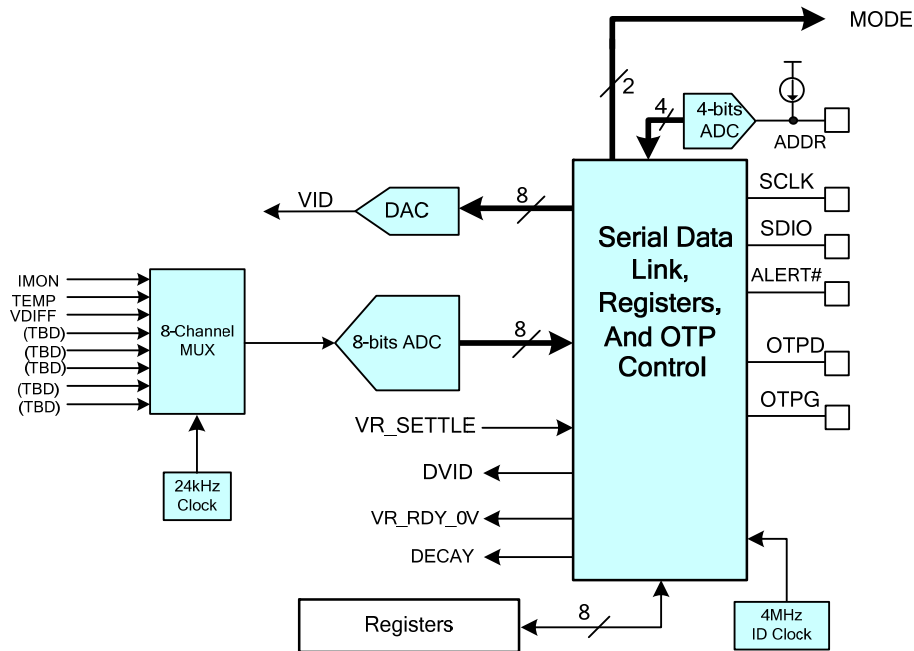 MODE
2
4
4-bits
ADC
ADDR
SCLK
VID
DAC
8
Serial Data
Link,
Registers,
And OTP
Control
SDIO
ALERT#
IMON
TEMP
VDIFF
(TBD)
(TBD)
(TBD)
(TBD)
(TBD)
8-Channel
MUX
8-bits ADC
8
OTPD
OTPG
VR_SETTLE
24kHz
Clock
DVID
VR_RDY_0V
DECAY
Registers
8
4MHz
ID Clock